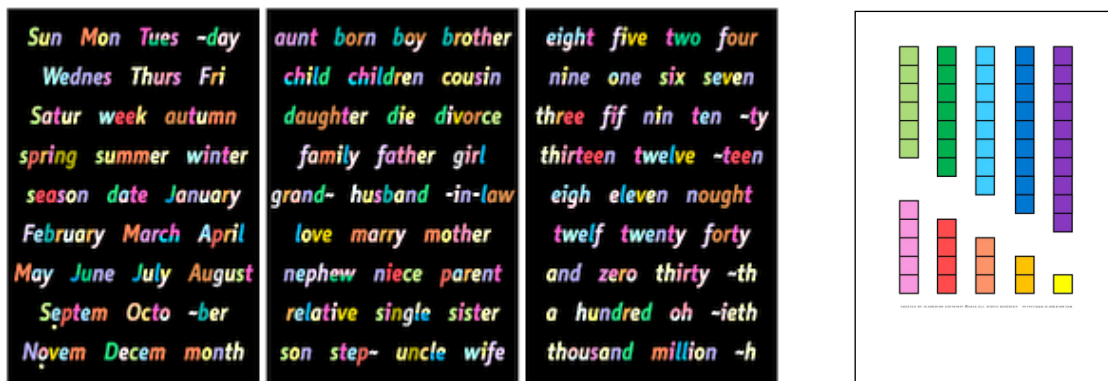 Sun Mon Tues ~day
Wednes Thurs Fri
Satur week autumn
spring summer winter
season date January
February March April
May June July August
Septem Octo ~ber
Novem Decem month
aunt born boy brother
child children cousin
daughter die divorce
family father girl
grand~ husband -in-law
love marry mother
nephew niece parent
relative single sister
son step~ uncle wife
eight five two four
nine one six seven
three fif nin ten ~ty
thirteen twelve ~teen
eigh eleven nought
twelf twenty forty
and zero thirty ~th
a hundred oh ~ieth
thousand million ~h